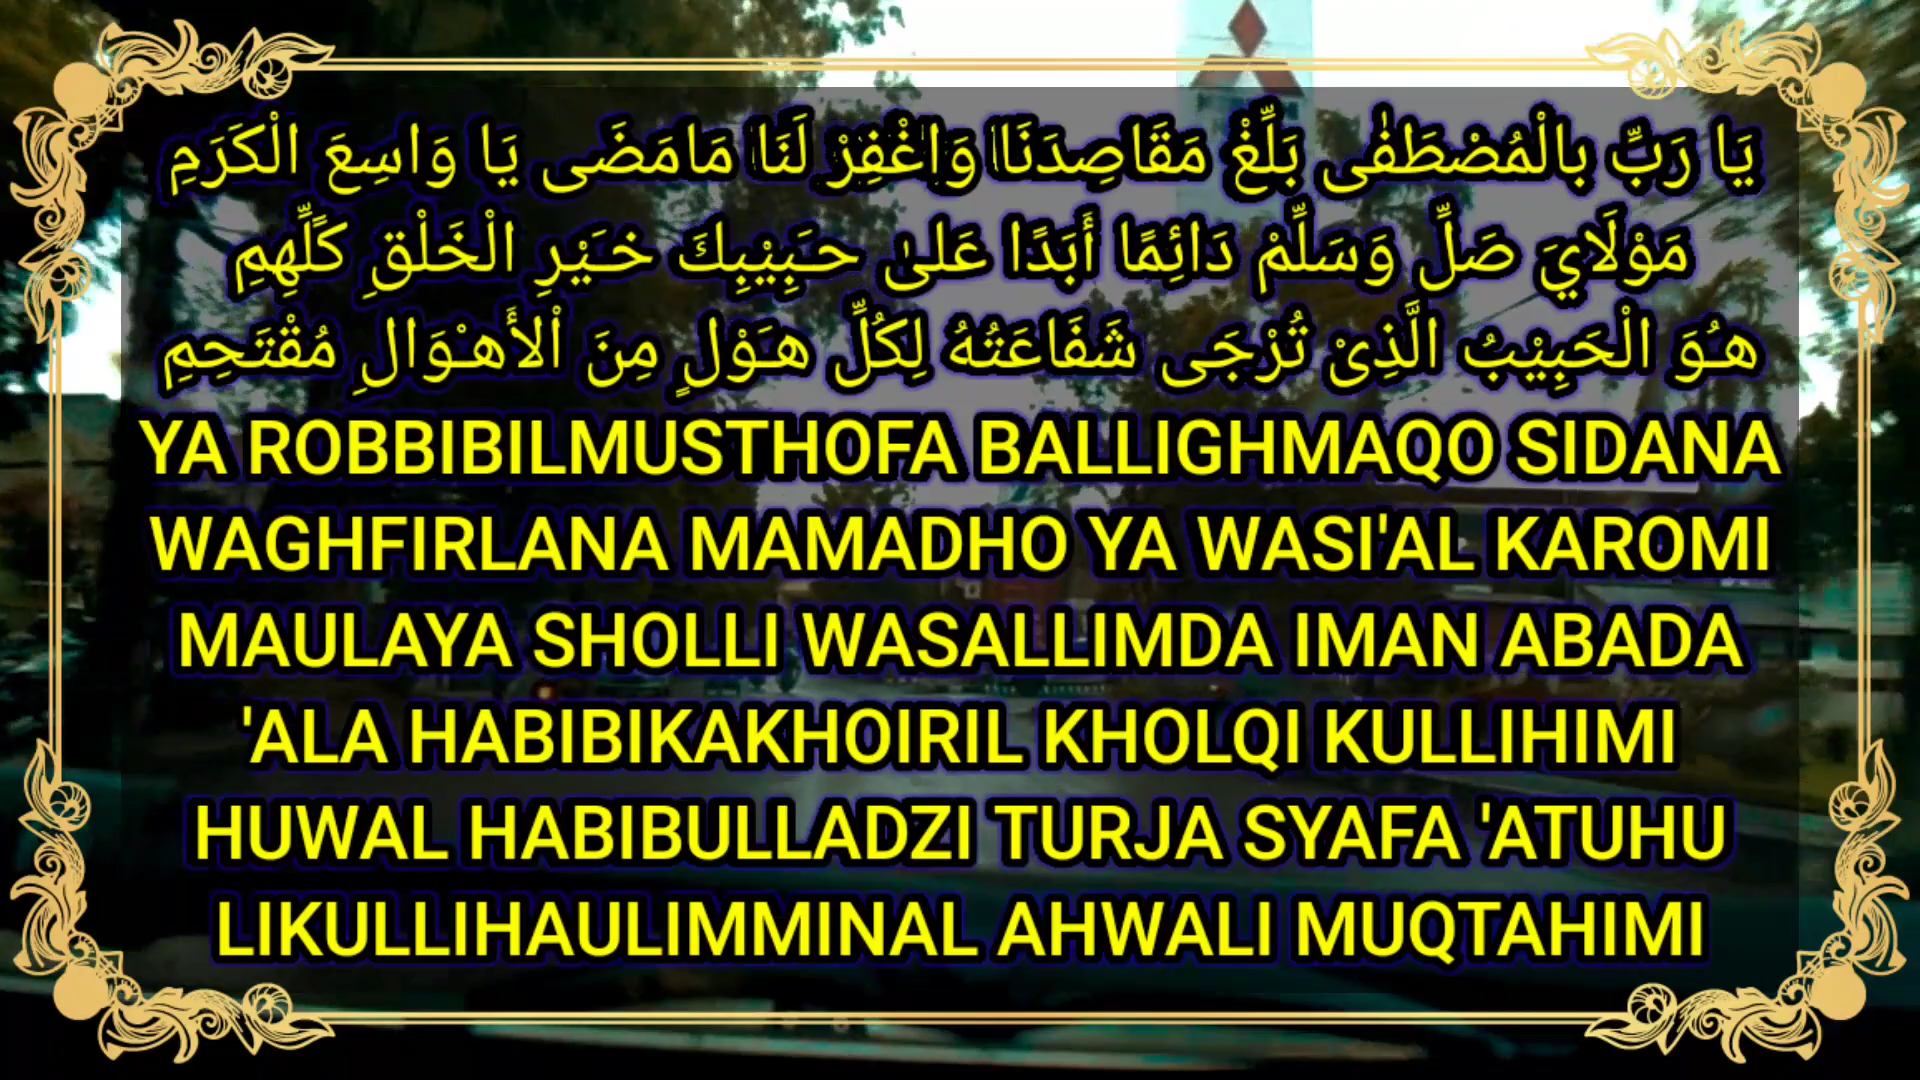 يَا رَبِّ بِالْمُصْطَفٰى بَلِّغْ مَقَاصِدَنَا وَاغْفِرْ لَنَا مَامَضَى يَا وَاسِعَ الْكَرَمِ
مَوْلَايَ صَلِّ وَسَلِّمْ دَائِمًا أَبَدًا عَلىٰ حَبِيْبِكَ خَيْرِ الْخَلْقِ كُلِّهِمِ
هُوَ الْحَبِيْبُ الَّذِىْ تُرْجَى شَفَاعَتُهُ لِكُلِّ هَوْلٍ مِنَ اْلأَهْوَالِ مُقْتَحِمِ
YA ROBBIBILMUSTHOFA BALLIGHMAQO SIDANA
WAGHFIRLANA MAMADHO YA WASI'AL KAROMI
MAULAYA SHOLLI WASALLIMDA IMAN ABADA
'ALA HABIBIKAKHOIRIL KHOLQI KULLIHIMI
HUWAL HABIBULLADZI TURJA SYAFA 'ATUHU
LIKULLIHAULIMMINAL AHWALI MUQTAHIMI